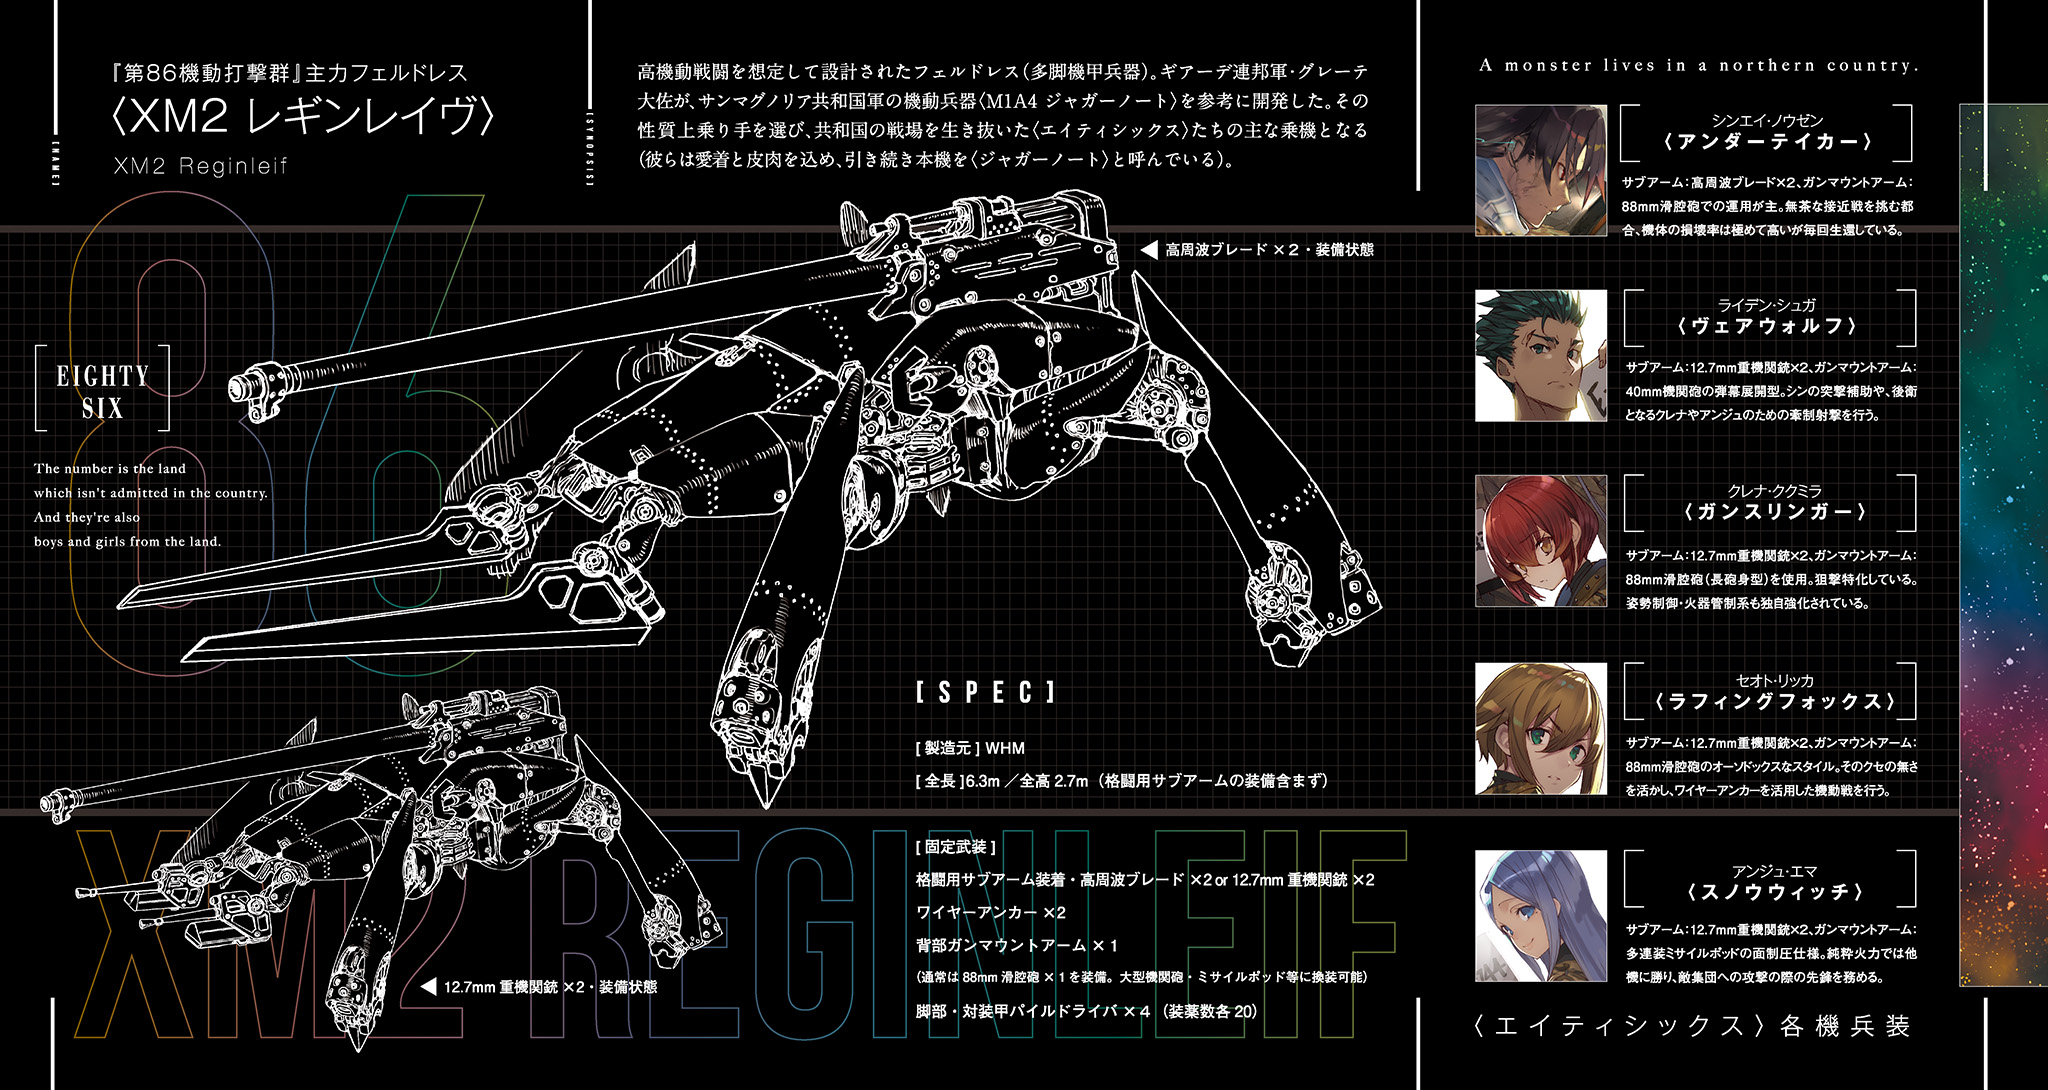 『第86機動打撃群』主力フェルドレス
〈XM2 レギンレイヴ〉
XM2 Reginleif
[NAME]
[SYNOPSIS]
高機動戦闘を想定して設計されたフェルドレス(多脚機甲兵器)。ギアーデ連邦軍・グレーテ
大佐が、サンマグノリア共和国軍の機動兵器〈M1A4 ジャガーノート〉を参考に開発した。その
性質上乗り手を選び、共和国の戦場を生き抜いた〈エイティシックス〉たちの主な乗機となる
(彼らは愛着と皮肉を込め、引き続き本機を〈ジャガーノート〉と呼んでいる)。
86
EIGHTY
SIX
The number is the land
which isn't admitted in the country.
And they're also
boys and girls from the land.
◀高周波ブレード×2・装備状態
[SPEC]
[製造元]WHM
[全長]6.3m／全高2.7m(格闘用サブアームの装備含まず)
[固定武装]
格闘用サブアーム装着・高周波ブレード×2 or 12.7mm重機関銃×2
ワイヤーアンカー×2
背部ガンマウントアーム×1
(通常は88mm滑腔砲×1を装備。大型機関砲・ミサイルポッド等に換装可能)
脚部・対装甲パイルドライバ×4(装薬数各20)
◀12.7mm重機関銃×2・装備状態
XM2 REGINLEIF
A monster lives in a northern country.
シンエイ・ノウゼン
〈アンダーテイカー〉
サブアーム:高周波ブレード×2、ガンマウントアーム:
88mm滑腔砲での運用が主。無茶な接近戦を挑む都
合、機体の損壊率は極めて高いが毎回生還している。
ライデン・シュガ
〈ヴェアウォルフ〉
サブアーム:12.7mm重機関銃×2、ガンマウントアーム:
40mm機関砲の弾幕展開型。シンの突撃補助や、後衛
となるクレナやアンジュのための牽制射撃を行う。
クレナ・ククミラ
〈ガンスリンガー〉
サブアーム:12.7mm重機関銃×2、ガンマウントアーム:
88mm滑腔砲(長砲身型)を使用。狙撃特化している。
姿勢制御・火器管制系も独自強化されている。
セオト・リッカ
〈ラフィングフォックス〉
サブアーム:12.7mm重機関銃×2、ガンマウントアーム:
88mm滑腔砲のオーソドックスなスタイル。そのクセの無さ
を活かし、ワイヤーアンカーを活用した機動戦を行う。
アンジュ・エマ
〈スノウウィッチ〉
サブアーム:12.7mm重機関銃×2、ガンマウントアーム:
多連装ミサイルポッドの面制圧仕様。純粋火力では他
機に勝り、敵集団への攻撃の際の先鋒を務める。
〈エイティシックス〉各機兵装